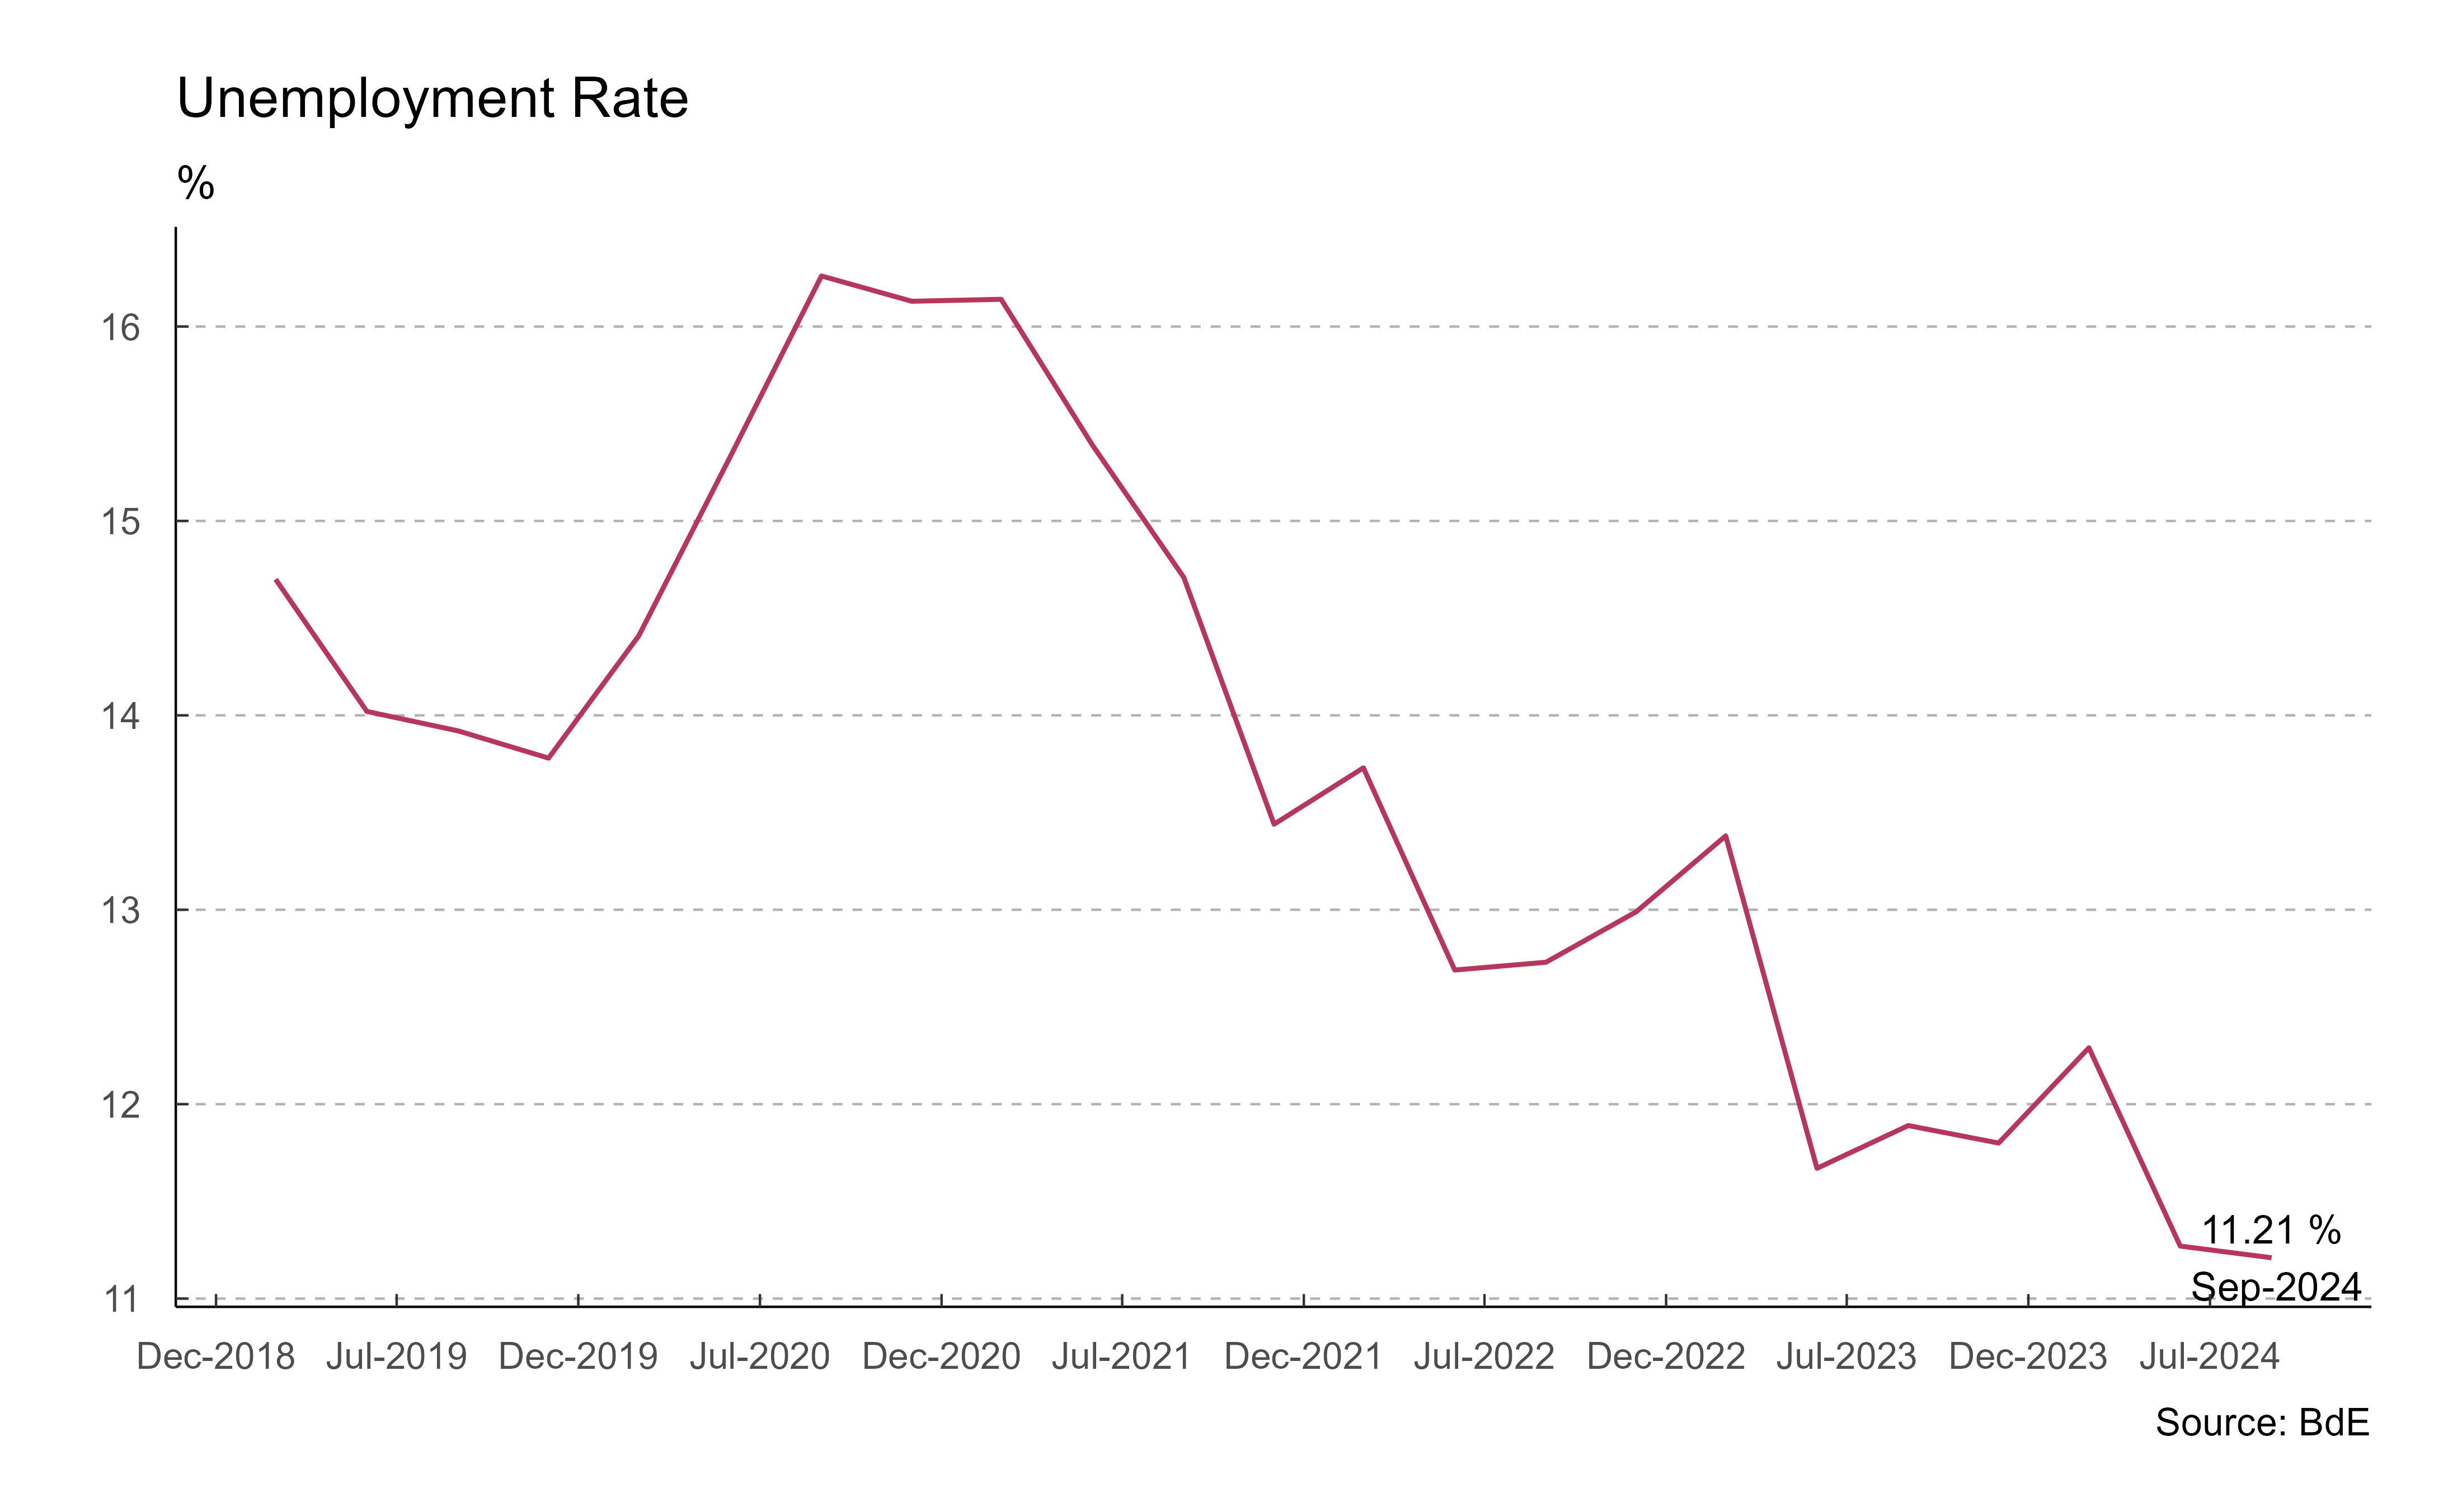 Unemployment Rate
%
16
15
14
13
12
11
11.21 %
Sep-2024
Dec-2018 Jul-2019 Dec-2019 Jul-2020 Dec-2020 Jul-2021 Dec-2021 Jul-2022 Dec-2022 Jul-2023 Dec-2023 Jul-2024
Source: BdE